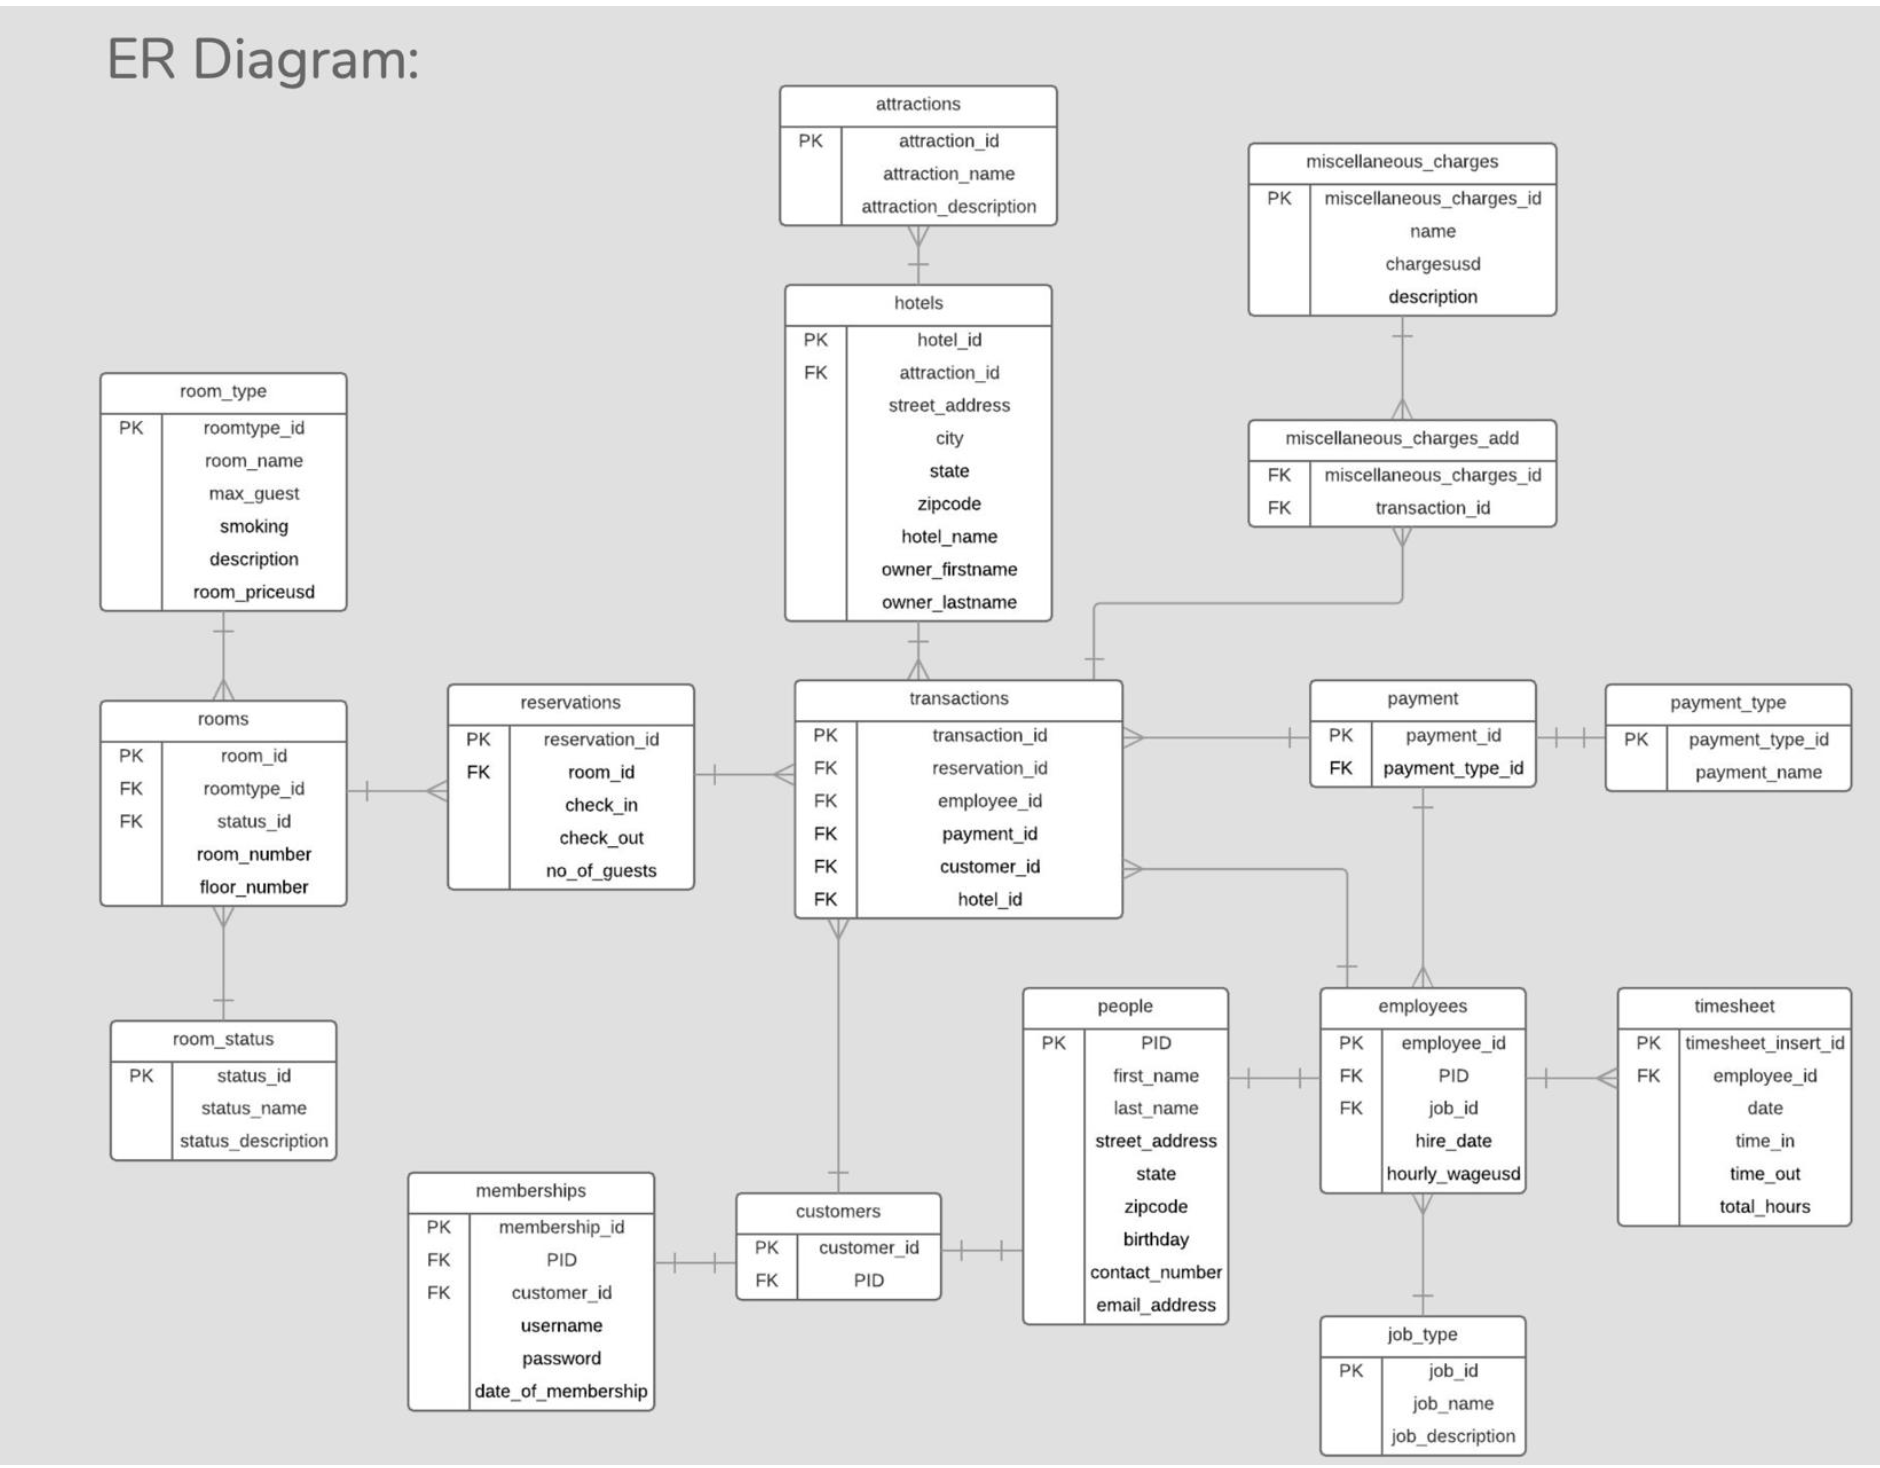 ER Diagram:
attractions
PK attraction_id
attraction_name
attraction_description
miscellaneous_charges
PK miscellaneous_charges_id
name
chargesusd
description
hotels
PK hotel_id
FK attraction_id
street_address
city
state
zipcode
hotel_name
owner_firstname
owner_lastname
room_type
PK roomtype_id
room_name
max_guest
smoking
description
room_priceusd
miscellaneous_charges_add
FK miscellaneous_charges_id
FK transaction_id
rooms
PK room_id
FK roomtype_id
FK status_id
room_number
floor_number
reservations
PK reservation_id
FK room_id
check_in
check_out
no_of_guests
transactions
PK transaction_id
FK reservation_id
FK employee_id
FK payment_id
FK customer_id
FK hotel_id
payment
PK payment_id
FK payment_type_id
payment_type
PK payment_type_id
payment_name
room_status
PK status_id
status_name
status_description
people
PK PID
first_name
last_name
street_address
state
zipcode
birthday
contact_number
email_address
employees
PK employee_id
FK PID
FK job_id
hire_date
hourly_wageusd
timesheet
PK timesheet_insert_id
FK employee_id
date
time_in
time_out
total_hours
memberships
PK membership_id
FK PID
FK customer_id
username
password
date_of_membership
customers
PK customer_id
FK PID
job_type
PK job_id
job_name
job_description